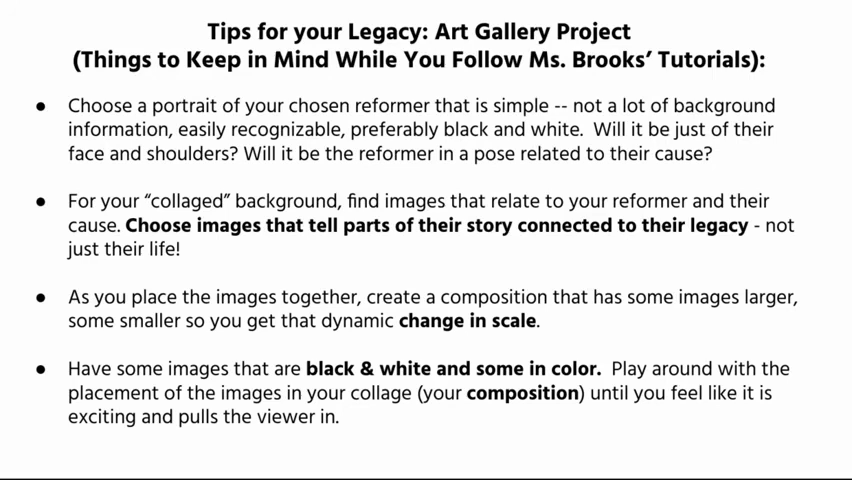 Tips for your Legacy: Art Gallery Project
(Things to Keep in Mind While You Follow Ms. Brooks’ Tutorials):
● Choose a portrait of your chosen reformer that is simple -- not a lot of background
information, easily recognizable, preferably black and white. Will it be just of their
face and shoulders? Will it be the reformer in a pose related to their cause?
● For your “collaged” background, find images that relate to your reformer and their
cause. Choose images that tell parts of their story connected to their legacy - not
just their life!
● As you place the images together, create a composition that has some images larger,
some smaller so you get that dynamic change in scale.
● Have some images that are black & white and some in color. Play around with the
placement of the images in your collage (your composition) until you feel like it is
exciting and pulls the viewer in.